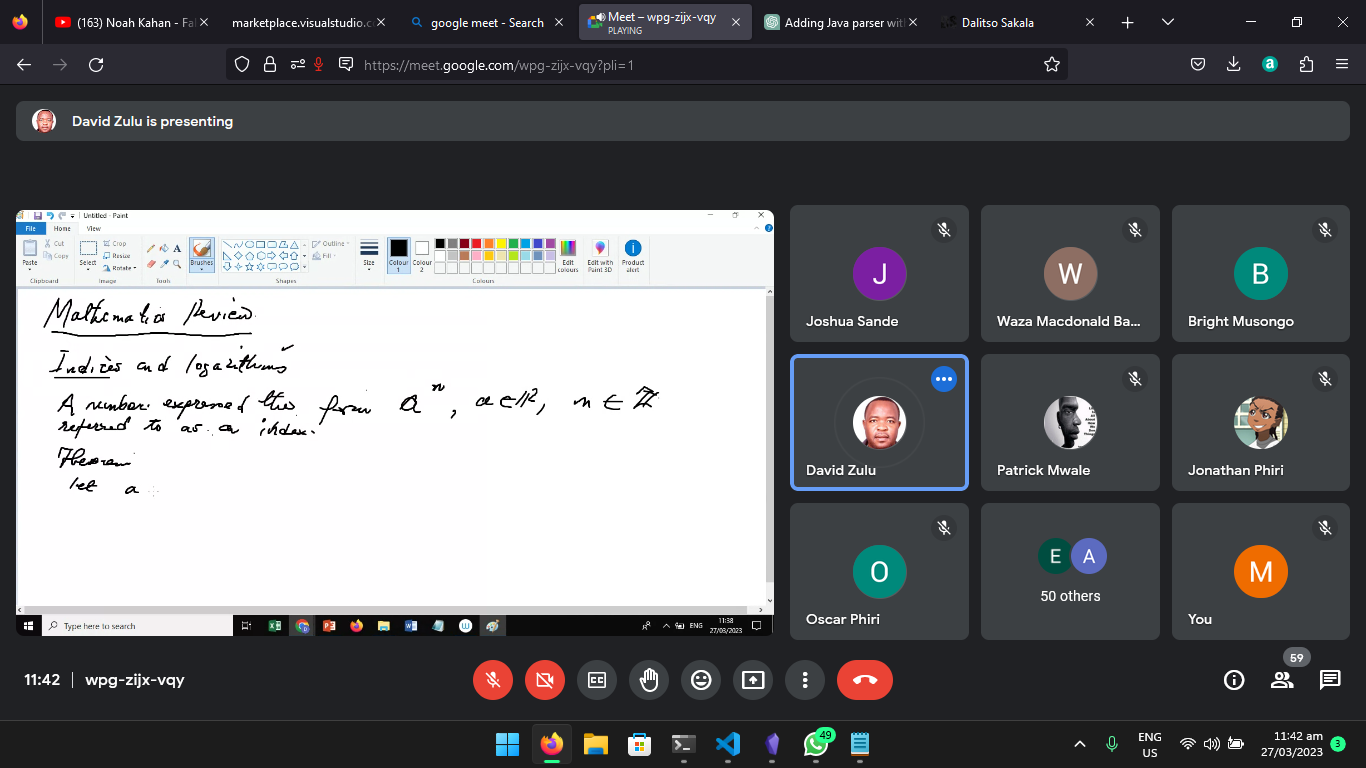 (163) Noah Kahan - Fal
marketplace.visualstudio.c
google meet - Search
Meet – wpg-zijx-vqy
PLAYING
Adding Java parser with
Dalitso Sakala
https://meet.google.com/wpg-zijx-vqy?pli=1
David Zulu is presenting
Untitled - Paint
File Home View
Paste
Cut
Copy
Clipboard
Select
Crop
Resize
Rotate
Image
Tools
Brushes
Shapes
Outline
Fill
Size
Colour 1
Colour 2
Colours
Edit colours
Edit with Paint 3D
Product alert
Mathematics Review
Indices and logarithms
A number expressed the form a^n, a ∈ ℝ, n ∈ ℤ
referred to as an index.
Theorem
let a
Type here to search
ENG
11:38
27/03/2023
J
Joshua Sande
W
Waza Macdonald Ba...
B
Bright Musongo
David Zulu
Patrick Mwale
Jonathan Phiri
O
Oscar Phiri
E A
50 others
M
You
11:42 | wpg-zijx-vqy
59
49
ENG
US
11:42 am
27/03/2023
3